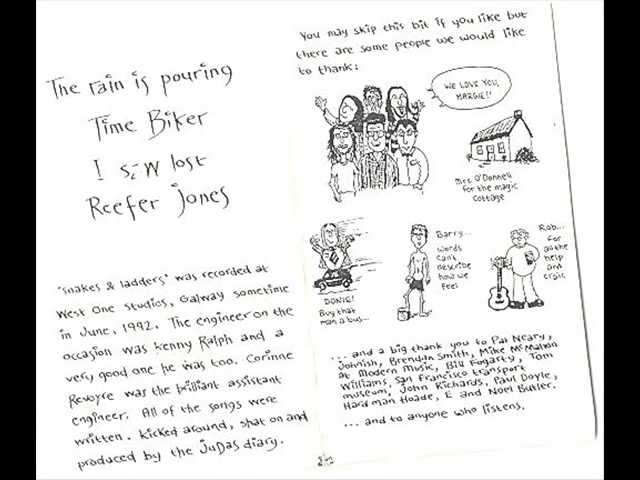 The rain is pouring
Time Biker
I saw lost
Reefer Jones
'Snakes & ladders' was recorded at
West One Studios, Galway sometime
in June, 1992. The engineer on the
occasion was Kenny Ralph and a
very good one he was too. Corinne
Revoyre was the brilliant assistant
engineer. All of the songs were
written, kicked around, shat on and
produced by the JuDas diary.
You may skip this bit if you like but
there are some people we would like
to thank:
WE LOVE YOU,
MARGIE!!
Mrs O'Donnell
for the magic
cottage
DONIE!
Buy that
man a bus...
Barry...
words
can't
describe
how we
feel
Rob...
For
all the
help
and
craic
... and a big thank you to Pat Neary,
Johnish, Brendan Smith, Mike McMahon
at Modern Music, Bill Fogarty, Tom
Williams, San Francisco transport
museum, John Richards, Paul Doyle,
Hard man Hoade, E and Noel Butler.
... and to anyone who listens.